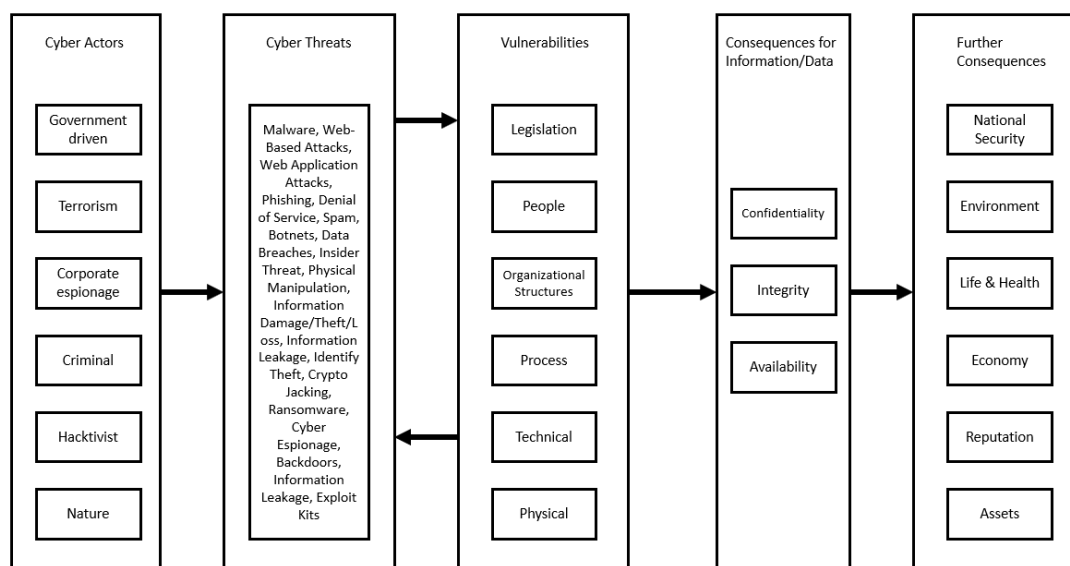 Cyber Actors
Government
driven
Terrorism
Corporate
espionage
Criminal
Hacktivist
Nature
Cyber Threats
Malware, Web-
Based Attacks,
Web Application
Attacks,
Phishing, Denial
of Service, Spam,
Botnets, Data
Breaches, Insider
Threat, Physical
Manipulation,
Information
Damage/Theft/L
oss, Information
Leakage, Identify
Theft, Crypto
Jacking,
Ransomware,
Cyber
Espionage,
Backdoors,
Information
Leakage, Exploit
Kits
Vulnerabilities
Legislation
People
Organizational
Structures
Process
Technical
Physical
Consequences for
Information/Data
Confidentiality
Integrity
Availability
Further
Consequences
National
Security
Environment
Life & Health
Economy
Reputation
Assets